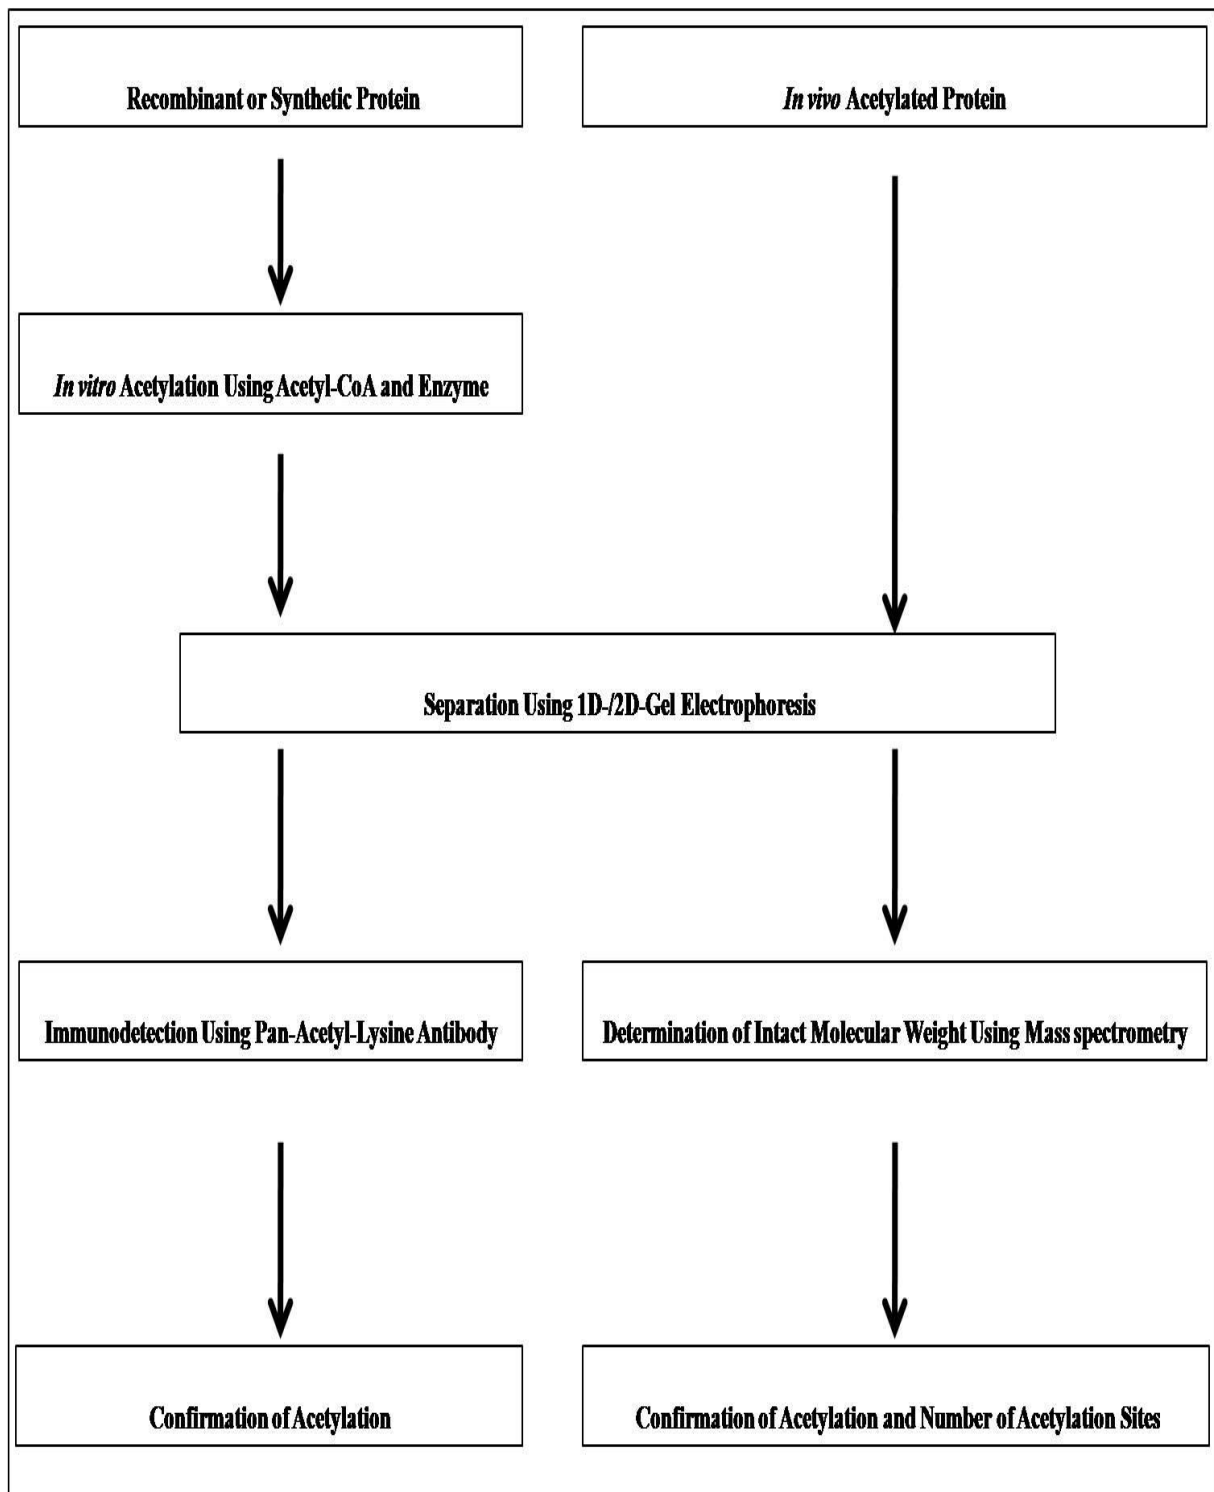 Recombinant or Synthetic Protein
In vivo Acetylated Protein
In vitro Acetylation Using Acetyl-CoA and Enzyme
Separation Using 1D-/2D-Gel Electrophoresis
Immunodetection Using Pan-Acetyl-Lysine Antibody
Determination of Intact Molecular Weight Using Mass spectrometry
Confirmation of Acetylation
Confirmation of Acetylation and Number of Acetylation Sites